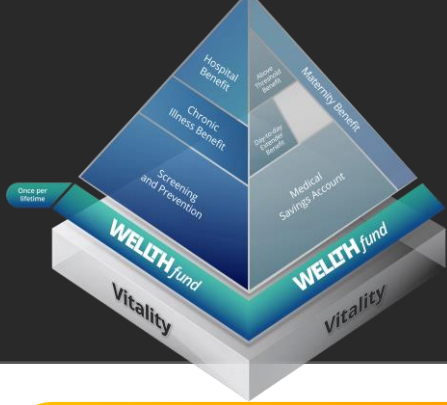 Hospital
Benefit
Chronic
Illness Benefit
Screening
and Prevention
Above
Threshold
Benefit
Maternity Benefit
Day-to-day
Extender
Benefit
Medical
Savings Account
Once per
lifetime
WELLTH fund
WELLTH fund
Vitality
Vitality